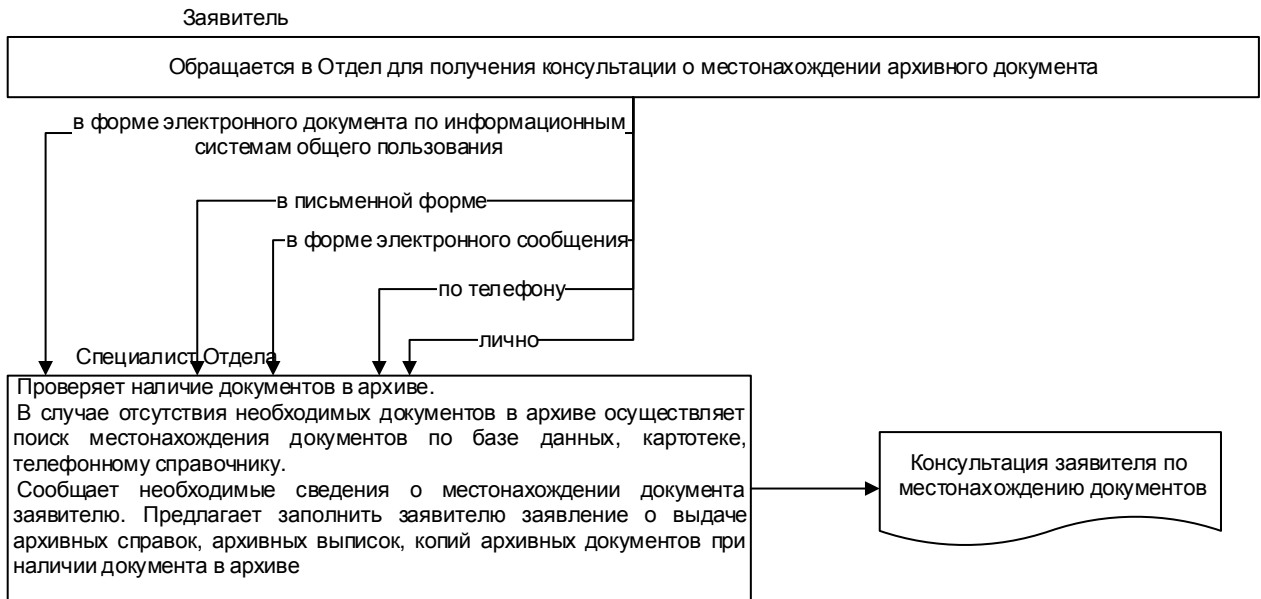 Заявитель
Обращается в Отдел для получения консультации о местонахождении архивного документа
в форме электронного документа по информационным
системам общего пользования
в письменной форме
в форме электронного сообщения
по телефону
лично
Специалист Отдела
Проверяет наличие документов в архиве.
В случае отсутствия необходимых документов в архиве осуществляет
поиск местонахождения документов по базе данных, картотеке,
телефонному справочнику.
Сообщает необходимые сведения о местонахождении документа
заявителю. Предлагает заполнить заявителю заявление о выдаче
архивных справок, архивных выписок, копий архивных документов при
наличии документа в архиве
Консультация заявителя по
местонахождению документов